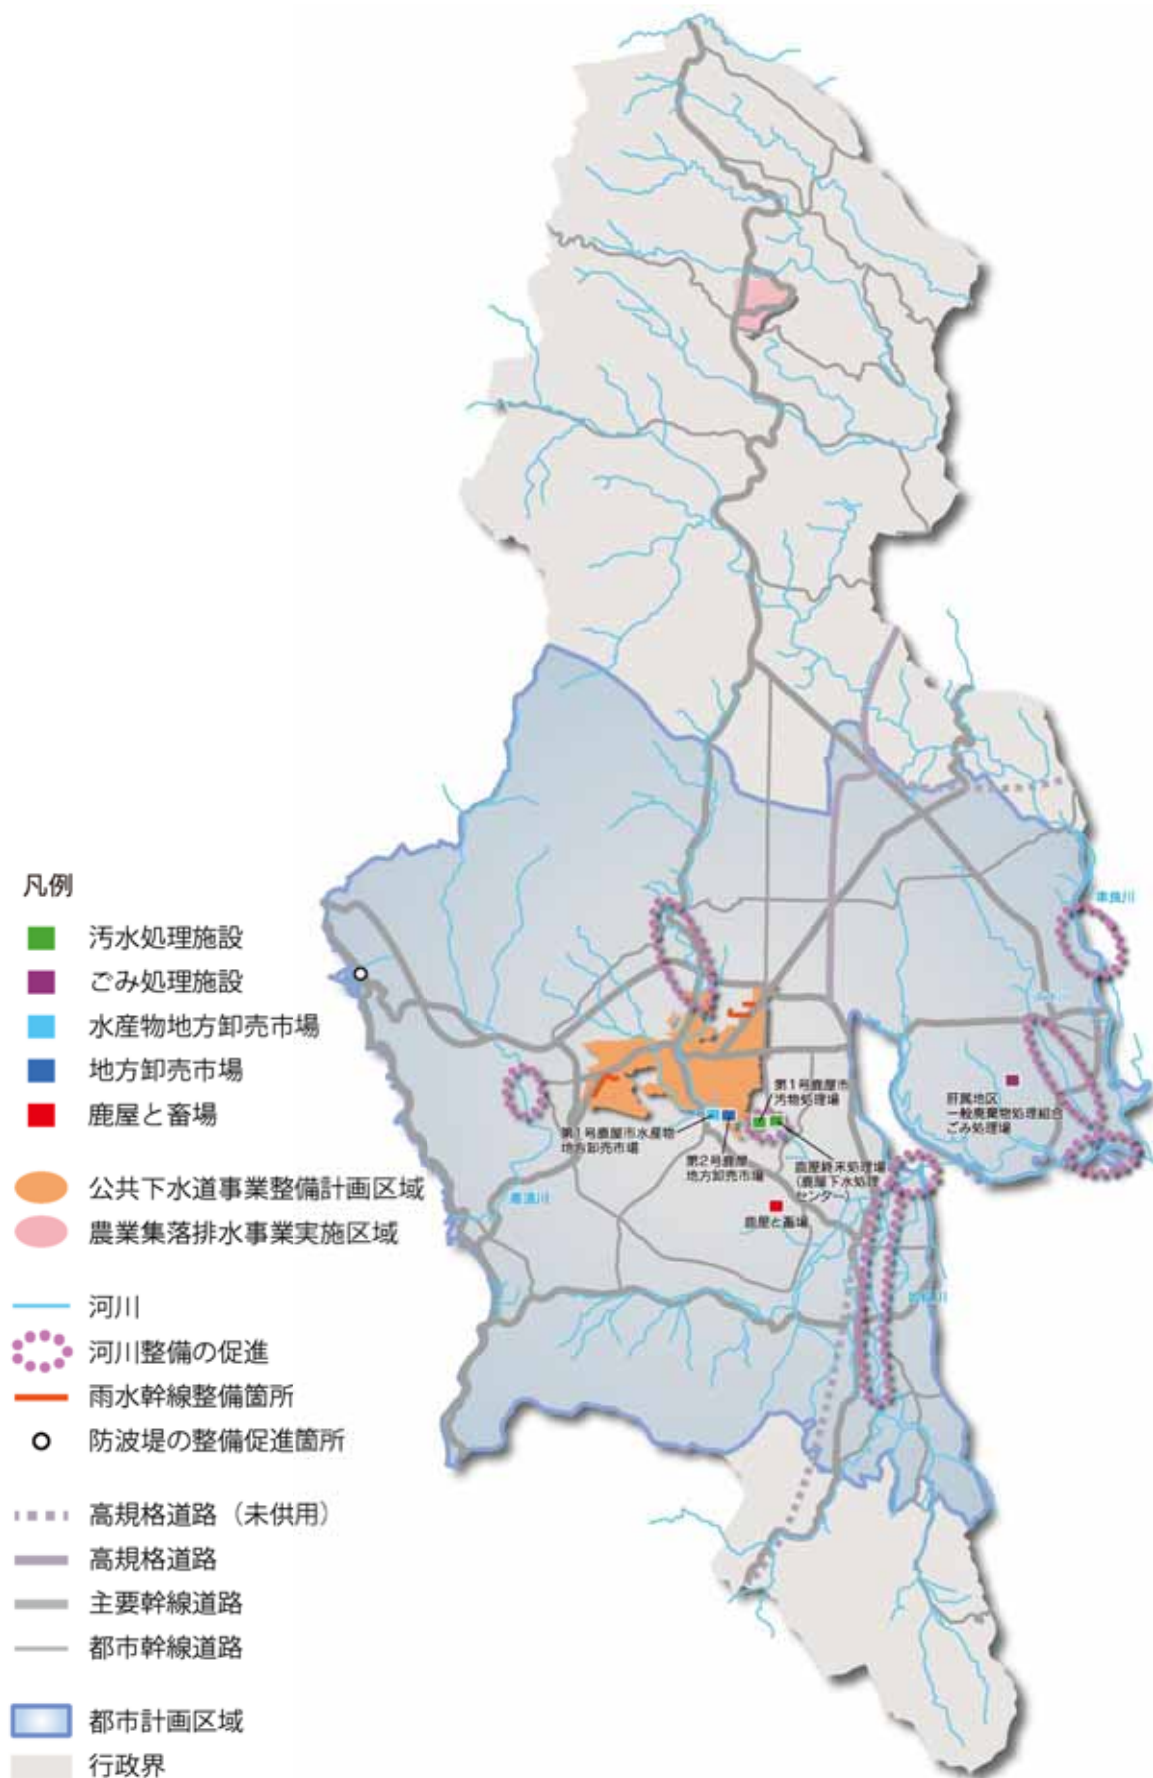 凡例
汚水処理施設
ごみ処理施設
水産物地方卸売市場
地方卸売市場
鹿屋と畜場
公共下水道事業整備計画区域
農業集落排水事業実施区域
河川
河川整備の促進
雨水幹線整備箇所
防波堤の整備促進箇所
高規格道路（未供用）
高規格道路
主要幹線道路
都市幹線道路
都市計画区域
行政界
串良川
第1号鹿屋市
汚物処理場
肝属地区
一般廃棄物処理組合
ごみ処理場
第1号鹿屋市水産物
地方卸売市場
第2号鹿屋
地方卸売市場
鹿屋終末処理場
（鹿屋下水処理
センター）
鹿屋と畜場